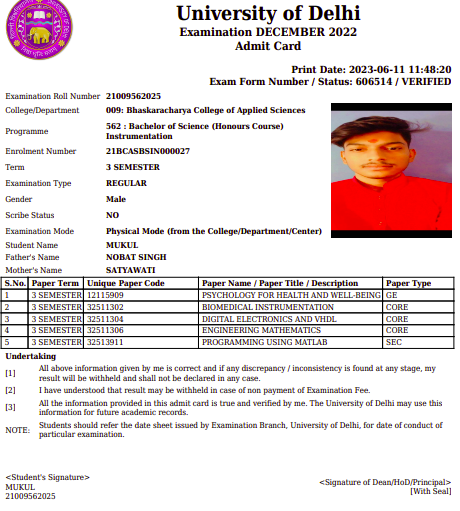 University of Delhi
Examination DECEMBER 2022
Admit Card
Print Date: 2023-06-11 11:48:20
Exam Form Number / Status: 606514 / VERIFIED
Examination Roll Number 21009562025
College/Department 009: Bhaskaracharya College of Applied Sciences
Programme 562 : Bachelor of Science (Honours Course)
Instrumentation
Enrolment Number 21BCASBSIN000027
Term 3 SEMESTER
Examination Type REGULAR
Gender Male
Scribe Status NO
Examination Mode Physical Mode (from the College/Department/Center)
Student Name MUKUL
Father's Name NOBAT SINGH
Mother's Name SATYAWATI
S.No. Paper Term Unique Paper Code Paper Name / Paper Title / Description Paper Type
1 3 SEMESTER 12115909 PSYCHOLOGY FOR HEALTH AND WELL-BEING GE
2 3 SEMESTER 32511302 BIOMEDICAL INSTRUMENTATION CORE
3 3 SEMESTER 32511304 DIGITAL ELECTRONICS AND VHDL CORE
4 3 SEMESTER 32511306 ENGINEERING MATHEMATICS CORE
5 3 SEMESTER 32513911 PROGRAMMING USING MATLAB SEC
Undertaking
[1] All above information given by me is correct and if any discrepancy / inconsistency is found at any stage, my
result will be withheld and shall not be declared in any case.
[2] I have understood that result may be withheld in case of non payment of Examination Fee.
[3] All the information provided in this admit card is true and verified by me. The University of Delhi may use this
information for future academic records.
NOTE: Students should refer the date sheet issued by Examination Branch, University of Delhi, for date of conduct of
particular examination.
<Student's Signature>
MUKUL
21009562025
<Signature of Dean/HoD/Principal>
[With Seal]